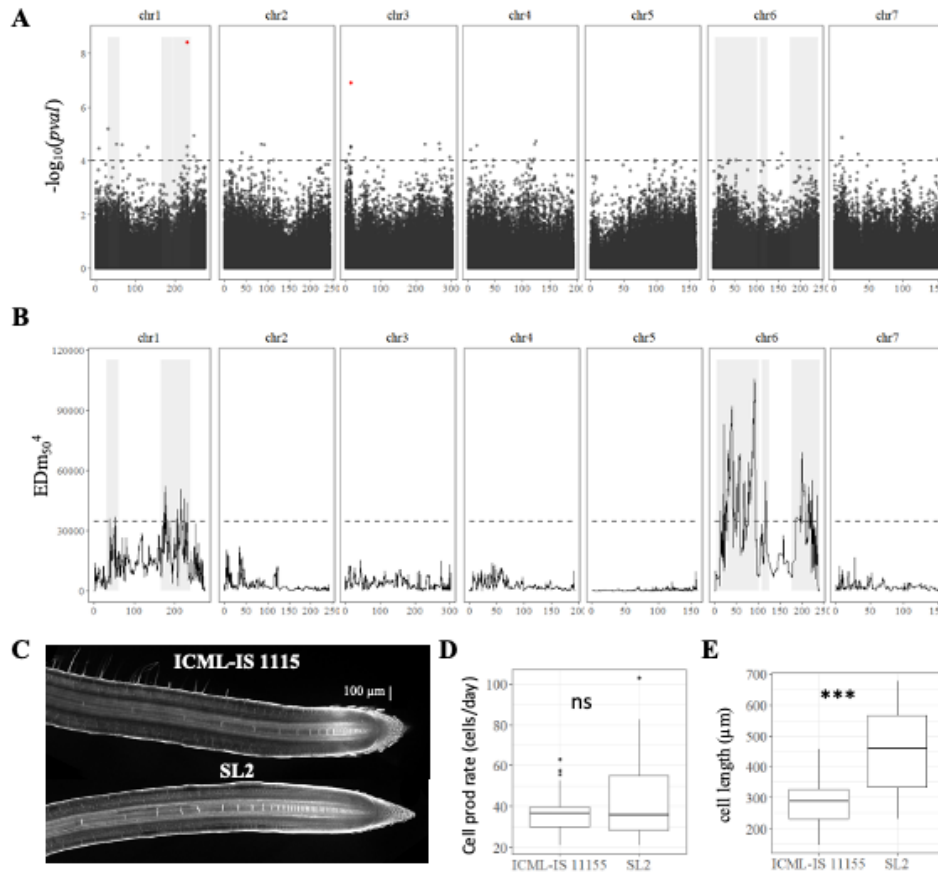 A
chr1 chr2 chr3 chr4 chr5 chr6 chr7
-log10(pval)
8
6
4
2
0
0 100 200 0 50 100 150 200 250 0 100 200 300 0 50 100 150 200 0 50 100 150 0 50 100 150 200 250 0 50 100 150
B
chr1 chr2 chr3 chr4 chr5 chr6 chr7
EDm50^4
120000
90000
60000
30000
0
0 100 200 0 50 100 150 200 250 0 100 200 300 0 50 100 150 200 0 50 100 150 0 50 100 150 200 250 0 50 100 150
C
ICML-IS 1115
100 µm
SL2
D
Cell prod rate (cells/day)
100
80
60
40
20
ns
ICML-IS 11155 SL2
E
cell length (µm)
700
600
500
400
300
200
***
ICML-IS 11155 SL2